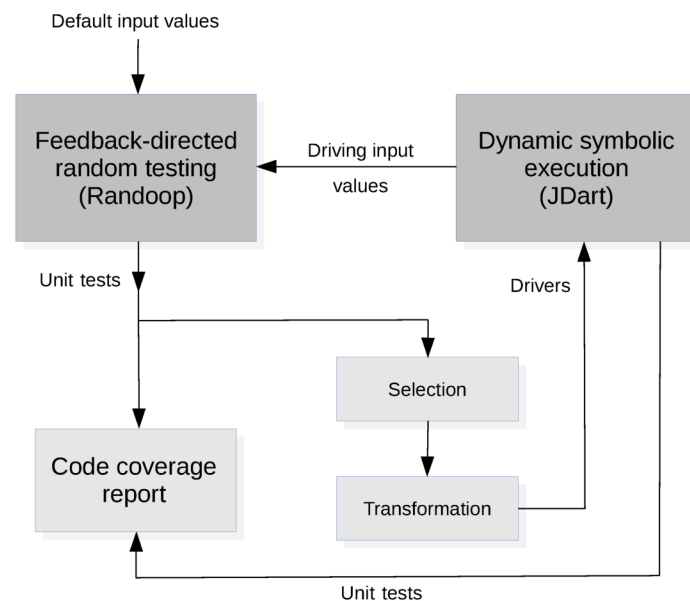 Default input values
Feedback-directed
random testing
(Randoop)
Driving input
values
Dynamic symbolic
execution
(JDart)
Unit tests
Drivers
Selection
Code coverage
report
Transformation
Unit tests